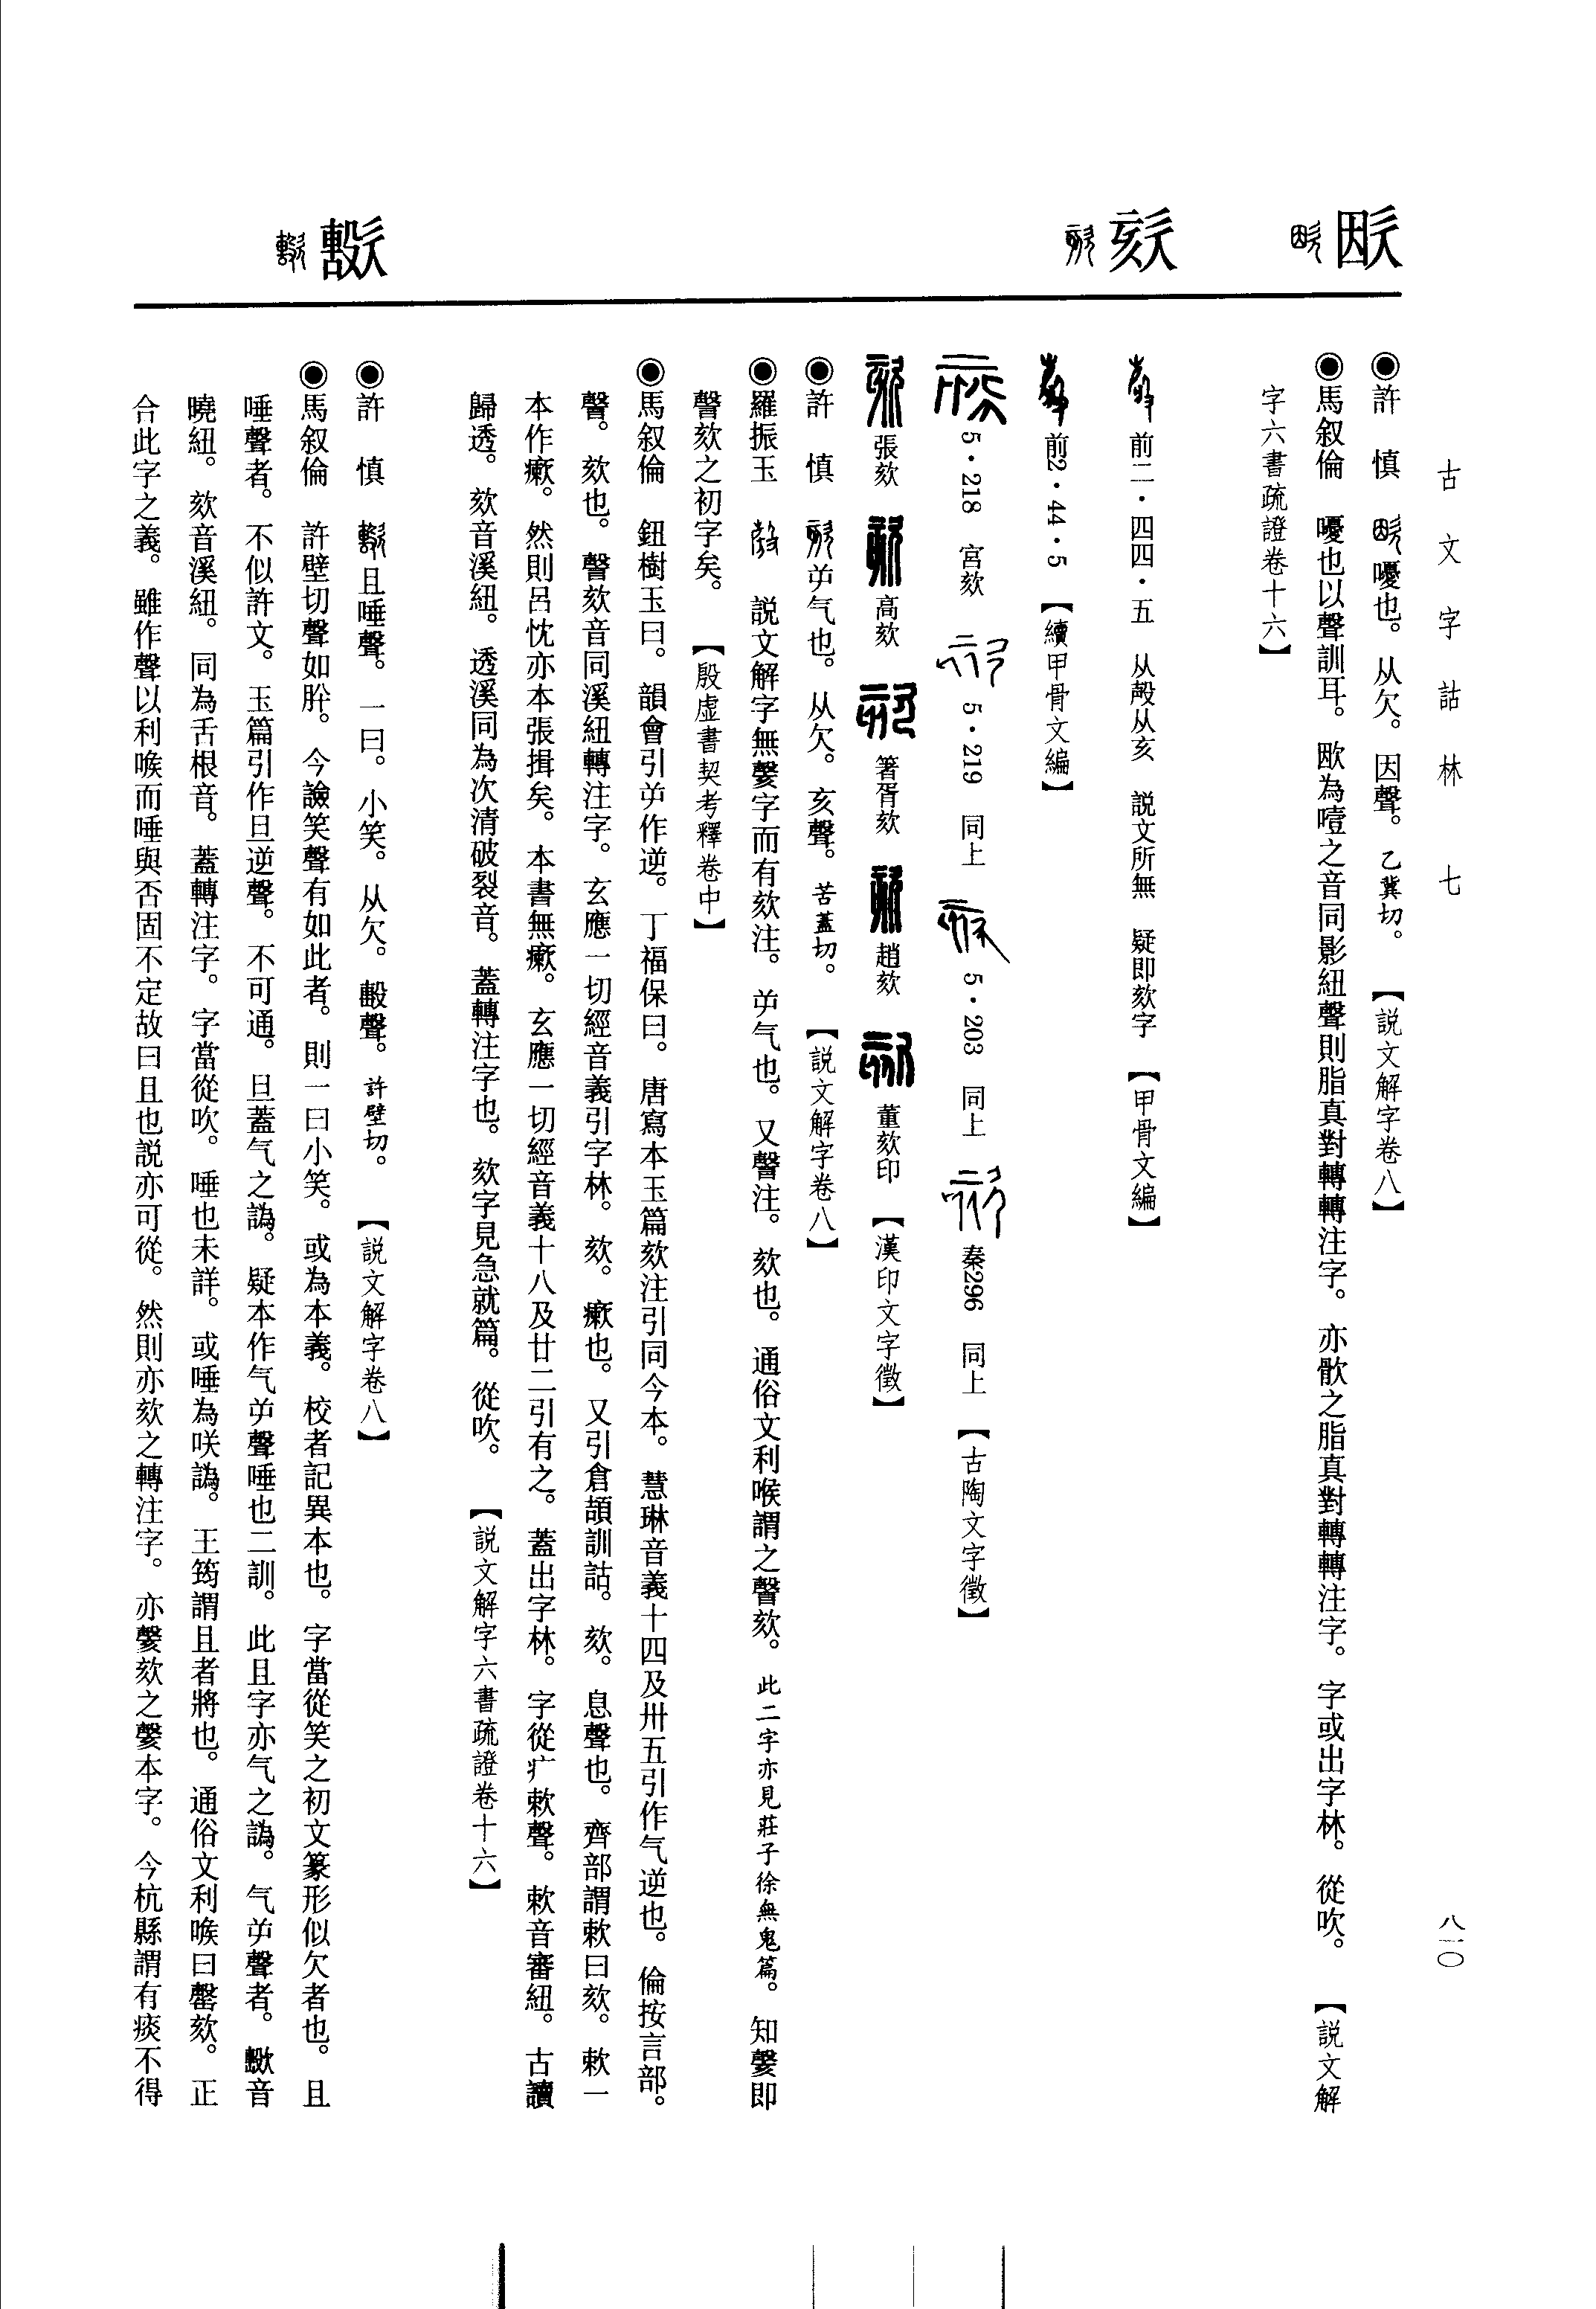 古文字詁林 七
八一〇
欭
欬
㱁
◉許 慎 嚘也。从欠。因聲。乙冀切。 【説文解字卷八】
◉馬叙倫 嚘也以聲訓耳。欭為噎之音同影紐聲則脂真對轉轉注字。亦㰟之脂真對轉轉注字。字或出字林。從吹。 【説文解
字六書疏證卷十六】
前二·四四·五 从㱿从亥 説文所無 疑即欬字 【甲骨文編】
前2·44·5 【續甲骨文編】
5·218 宮欬 5·219 同上 5·203 同上 秦296 同上 【古陶文字徵】
張欬 高欬 箸胥欬 趙欬 董欬印 【漢印文字徵】
◉許 慎 屰气也。从欠。亥聲。苦蓋切。 【説文解字卷八】
◉羅振玉 説文解字無㲅字而有欬注。屰气也。又謦注。欬也。通俗文利喉謂之謦欬。此二字亦見莊子徐無鬼篇。知㲅即
謦欬之初字矣。 【殷虛書契考釋卷中】
◉馬叙倫 鈕樹玉曰。韻會引屰作逆。丁福保曰。唐寫本玉篇欬注引同今本。慧琳音義十四及卅五引作气逆也。倫按言部。
謦。欬也。謦欬音同溪紐轉注字。玄應一切經音義引字林。欬。瘷也。又引倉頡訓詁。欬。息聲也。齊部謂欶曰欬。欶一
本作瘷。然則呂忱亦本張揖矣。本書無瘷。玄應一切經音義十八及廿二引有之。蓋出字林。字從疒欶聲。欶音審紐。古讀
歸透。欬音溪紐。透溪同為次清破裂音。蓋轉注字也。欬字見急就篇。從吹。 【説文解字六書疏證卷十六】
◉許 慎 且唾聲。一曰。小笑。从欠。毄聲。許壁切。 【説文解字卷八】
◉馬叙倫 許壁切聲如肸。今譣笑聲有如此者。則一曰小笑。或為本義。校者記異本也。字當從笑之初文篆形似欠者也。且
唾聲者。不似許文。玉篇引作旦逆聲。不可通。旦蓋气之譌。疑本作气屰聲唾也二訓。此且字亦气之譌。气屰聲者。㱁音
曉紐。欬音溪紐。同為舌根音。蓋轉注字。字當從吹。唾也未詳。或唾為咲譌。王筠謂且者將也。通俗文利喉曰謦欬。正
合此字之義。雖作聲以利喉而唾與否固不定故曰且也説亦可從。然則亦欬之轉注字。亦㲅欬之㲅本字。今杭縣謂有痰不得